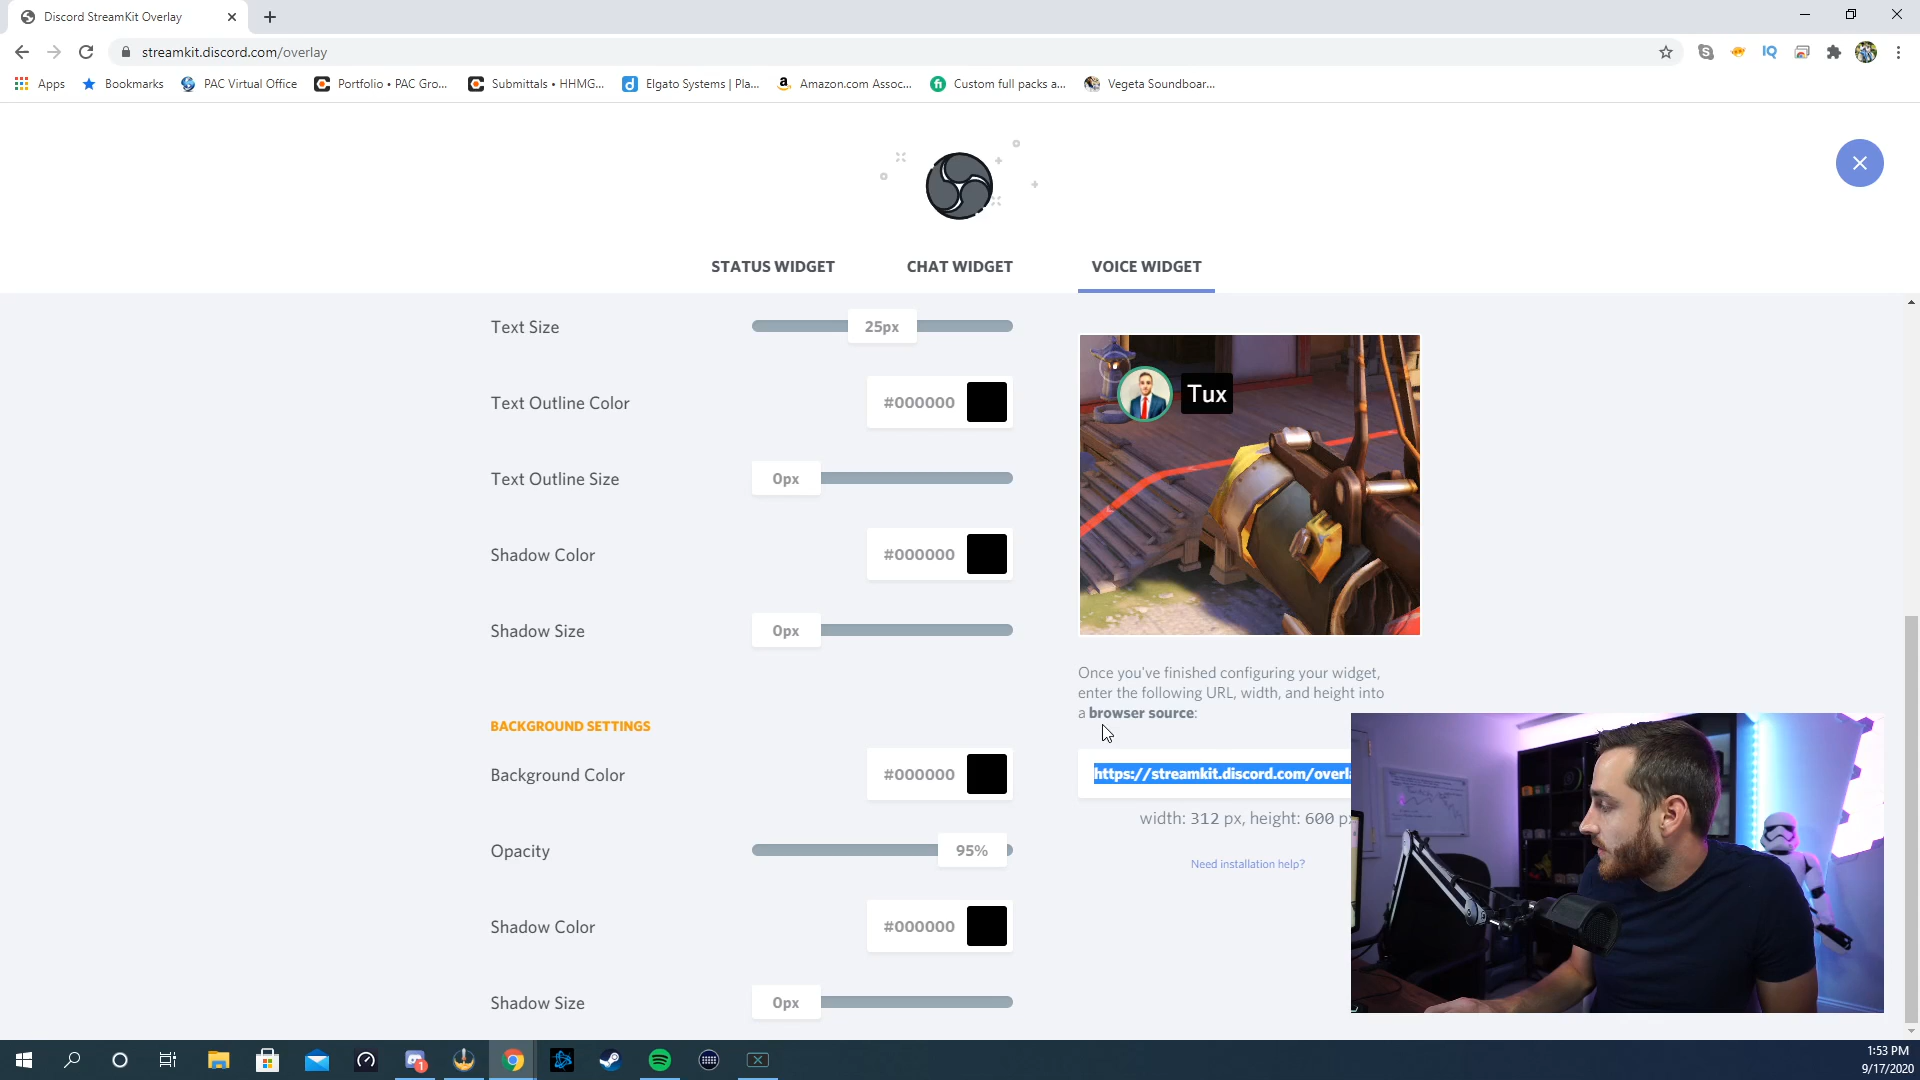 Discord StreamKit Overlay
streamkit.discord.com/overlay
IQ
Apps
Bookmarks
PAC Virtual Office
Portfolio • PAC Gro...
Submittals • HHMG...
Elgato Systems | Pla...
Amazon.com Assoc...
Custom full packs a...
Vegeta Soundboar...
STATUS WIDGET
CHAT WIDGET
VOICE WIDGET
Text Size
25px
Text Outline Color
#000000
Text Outline Size
0px
Shadow Color
#000000
Shadow Size
0px
BACKGROUND SETTINGS
Background Color
#000000
Opacity
95%
Shadow Color
#000000
Shadow Size
0px
Tux
Once you've finished configuring your widget,
enter the following URL, width, and height into
a browser source:
https://streamkit.discord.com/overl
width: 312 px, height: 600 p
Need installation help?
1
1:53 PM
9/17/2020